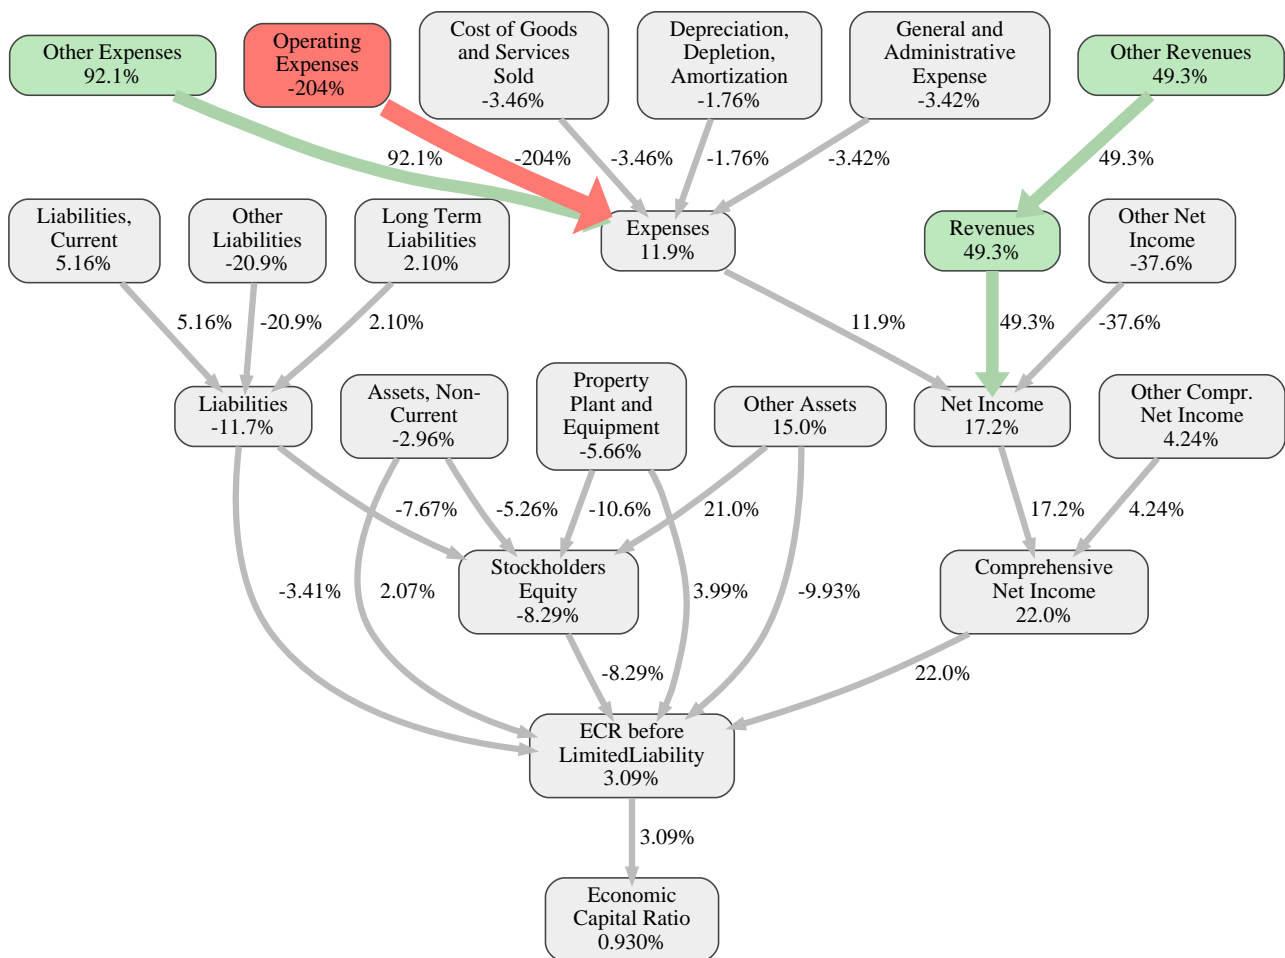 Other Expenses
92.1%
Operating
Expenses
-204%
Cost of Goods
and Services
Sold
-3.46%
Depreciation,
Depletion,
Amortization
-1.76%
General and
Administrative
Expense
-3.42%
Other Revenues
49.3%
92.1%
-204%
-3.46%
-1.76%
-3.42%
49.3%
Liabilities,
Current
5.16%
Other
Liabilities
-20.9%
Long Term
Liabilities
2.10%
Expenses
11.9%
Revenues
49.3%
Other Net
Income
-37.6%
5.16%
-20.9%
2.10%
11.9%
49.3%
-37.6%
Liabilities
-11.7%
Assets, Non-
Current
-2.96%
Property
Plant and
Equipment
-5.66%
Other Assets
15.0%
Net Income
17.2%
Other Compr.
Net Income
4.24%
-7.67%
-5.26%
-10.6%
21.0%
17.2%
4.24%
-3.41%
2.07%
Stockholders
Equity
-8.29%
3.99%
-9.93%
Comprehensive
Net Income
22.0%
-8.29%
22.0%
ECR before
LimitedLiability
3.09%
3.09%
Economic
Capital Ratio
0.930%